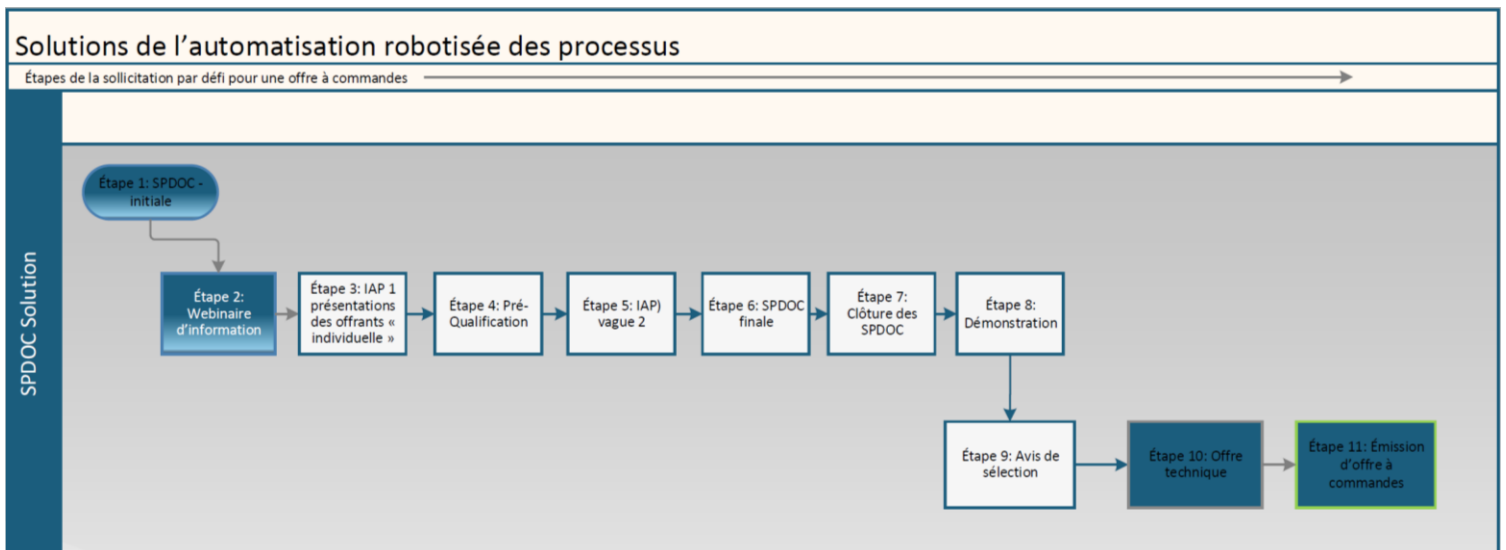 Solutions de l’automatisation robotisée des processus
Étapes de la sollicitation par défi pour une offre à commandes
SPDOC Solution
Étape 1: SPDOC -
initiale
Étape 2:
Webinaire
d’information
Étape 3: IAP 1
présentations
des offrants «
individuelle »
Étape 4: Pré-
Qualification
Étape 5: IAP)
vague 2
Étape 6: SPDOC
finale
Étape 7:
Clôture des
SPDOC
Étape 8:
Démonstration
Étape 9: Avis de
sélection
Étape 10: Offre
technique
Étape 11: Émission
d’offre à
commandes